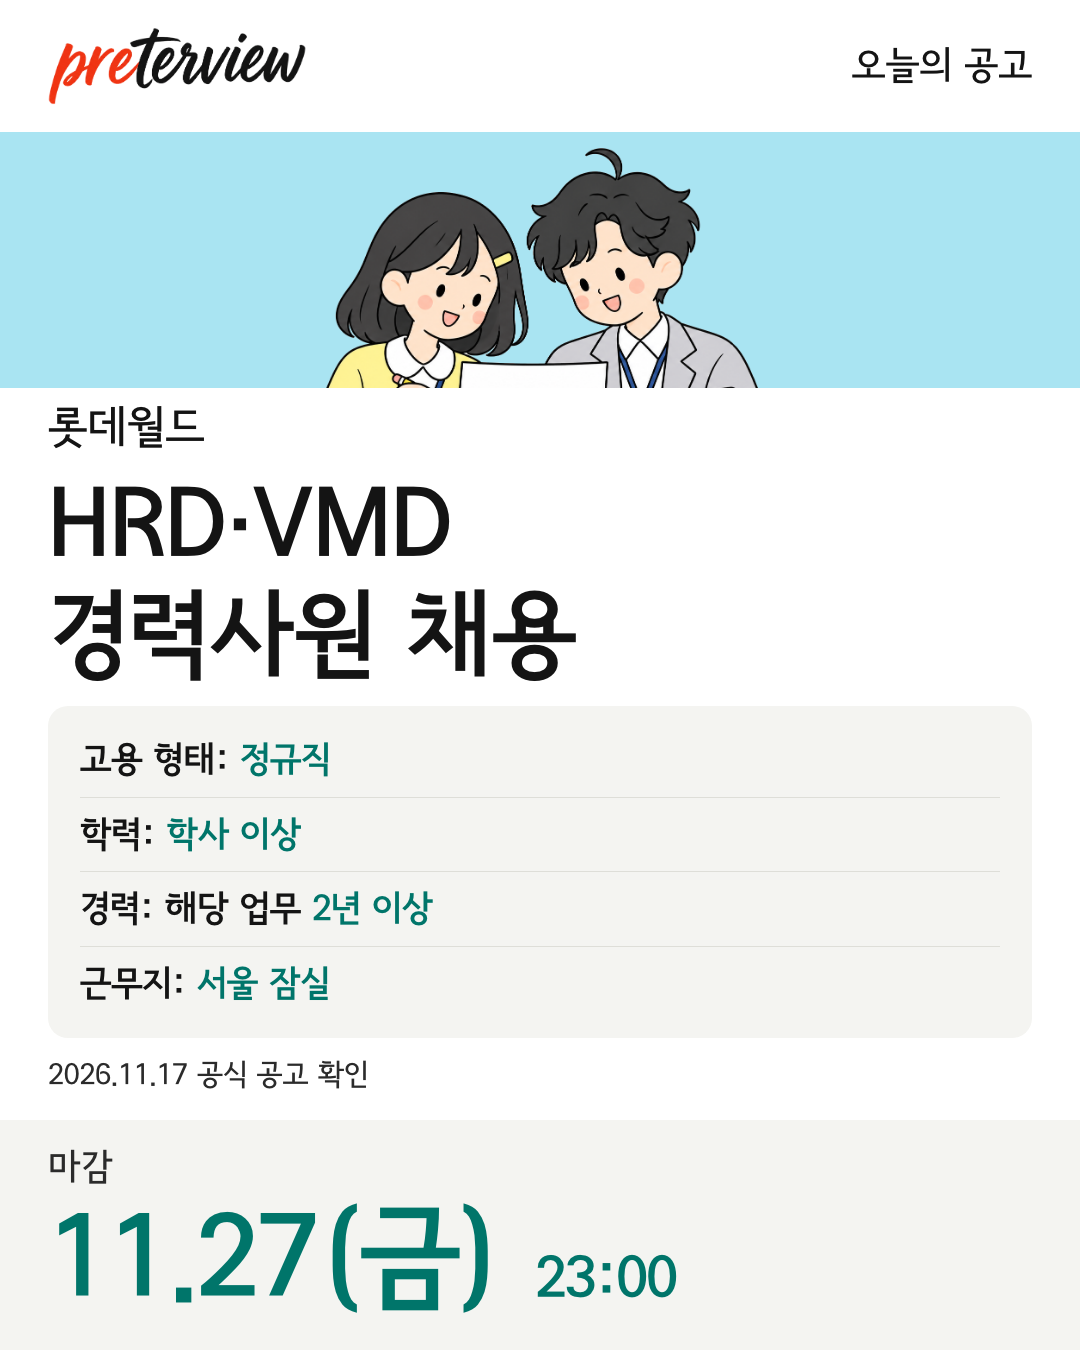 preterview
오늘의 공고
롯데월드
HRD·VMD
경력사원 채용
고용 형태: 정규직
학력: 학사 이상
경력: 해당 업무 2년 이상
근무지: 서울 잠실
2026.11.17 공식 공고 확인
마감
11.27(금) 23:00